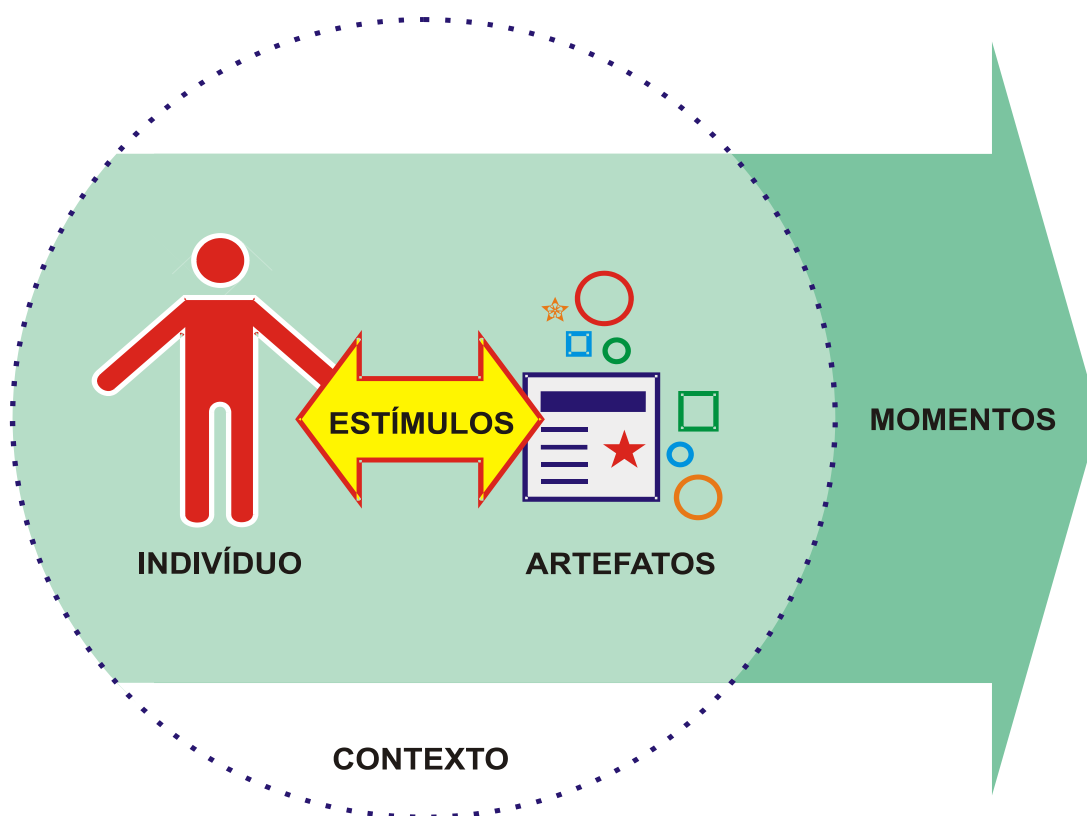 ESTÍMULOS
MOMENTOS
INDIVÍDUO
ARTEFATOS
CONTEXTO